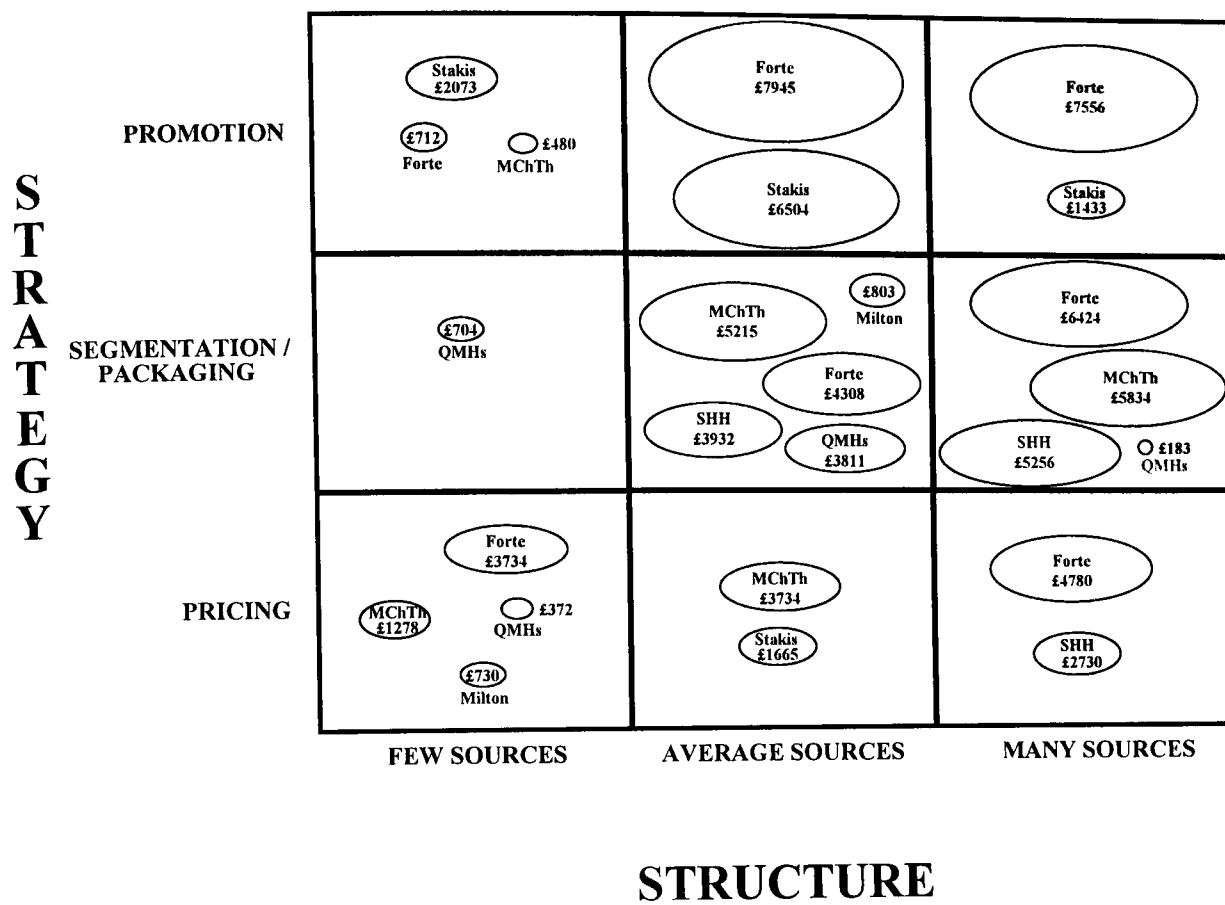 STRATEGY
PROMOTION
Stakis
£2073
£712
Forte
£480
MChTh
Forte
£7945
Stakis
£6504
Forte
£7556
Stakis
£1433
SEGMENTATION /
PACKAGING
£704
QMHs
MChTh
£5215
£803
Milton
Forte
£4308
SHH
£3932
QMHs
£3811
Forte
£6424
MChTh
£5834
SHH
£5256
£183
QMHs
PRICING
Forte
£3734
MChTh
£1278
£372
QMHs
£730
Milton
MChTh
£3734
Stakis
£1665
Forte
£4780
SHH
£2730
FEW SOURCES
AVERAGE SOURCES
MANY SOURCES
STRUCTURE